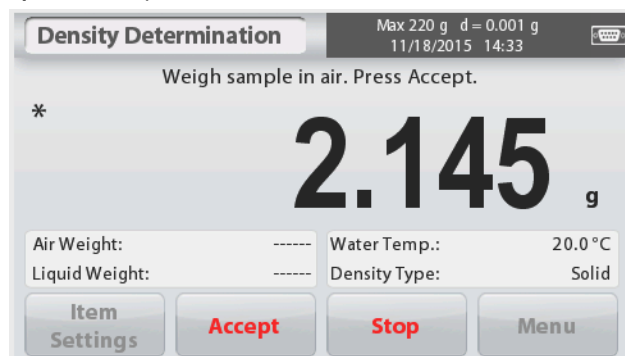 Density Determination
Max 220 g d = 0.001 g
11/18/2015 14:33
Weigh sample in air. Press Accept.
*
2.145 g
Air Weight: ------ Water Temp.: 20.0°C
Liquid Weight: ------ Density Type: Solid
Item
Settings
Accept
Stop
Menu